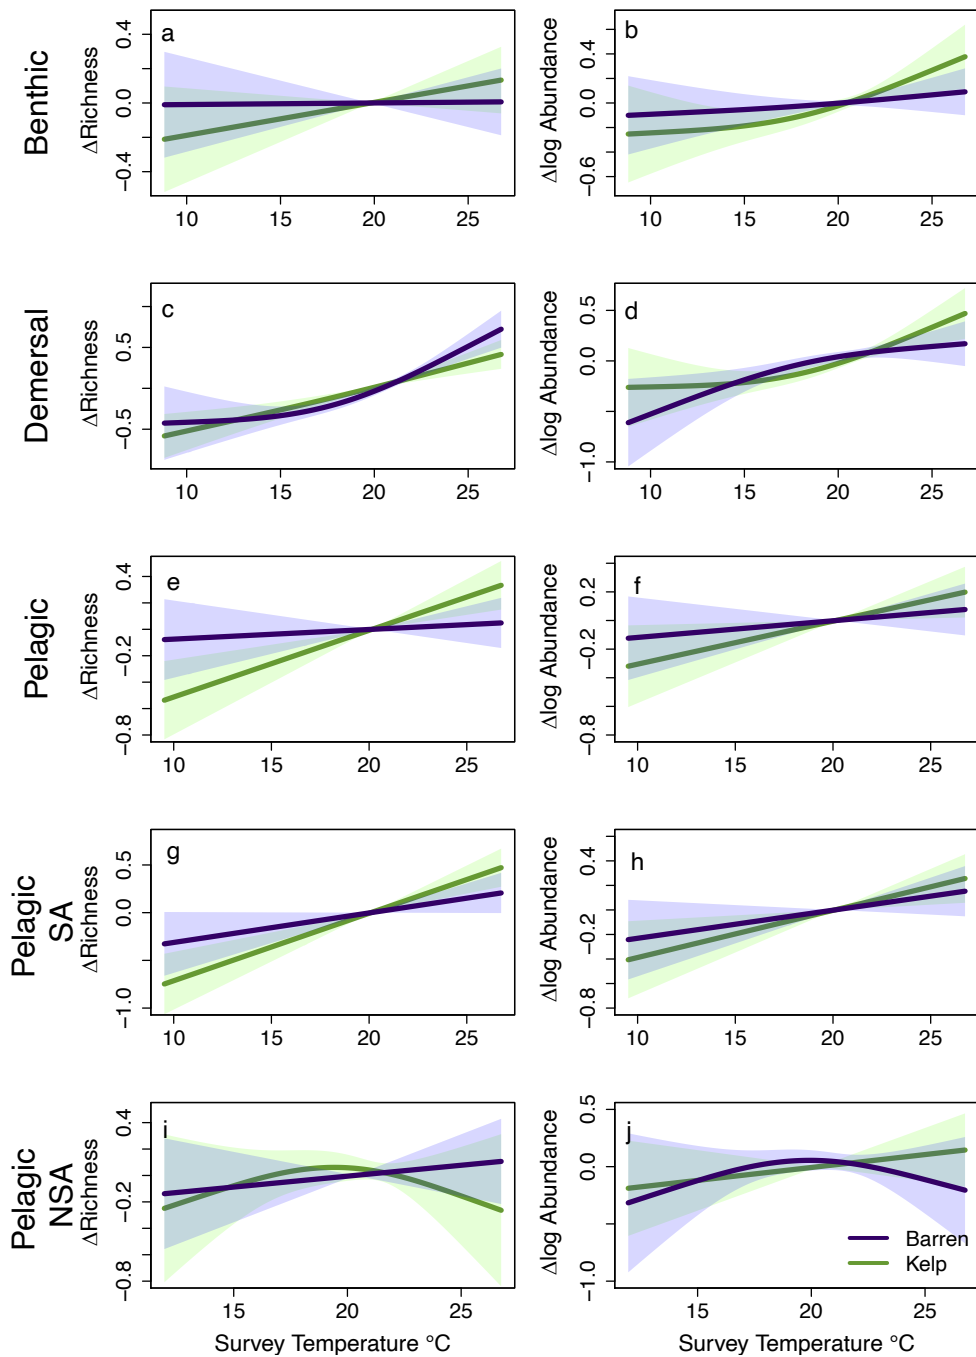 Benthic
ΔRichness
0.4
0.0
−0.4
a
10 15 20 25
Δlog Abundance
0.0
−0.6
b
10 15 20 25
Demersal
ΔRichness
0.5
−0.5
c
10 15 20 25
Δlog Abundance
0.5
0.0
−1.0
d
10 15 20 25
Pelagic
ΔRichness
0.4
−0.2
−0.8
e
10 15 20 25
Δlog Abundance
0.2
−0.2
−0.8
f
10 15 20 25
Pelagic
SA
ΔRichness
0.5
0.0
−1.0
g
10 15 20 25
Δlog Abundance
0.4
−0.2
−0.8
h
10 15 20 25
Pelagic
NSA
ΔRichness
0.4
−0.2
−0.8
i
15 20 25
Survey Temperature °C
Δlog Abundance
0.5
0.0
−1.0
j
Barren
Kelp
15 20 25
Survey Temperature °C